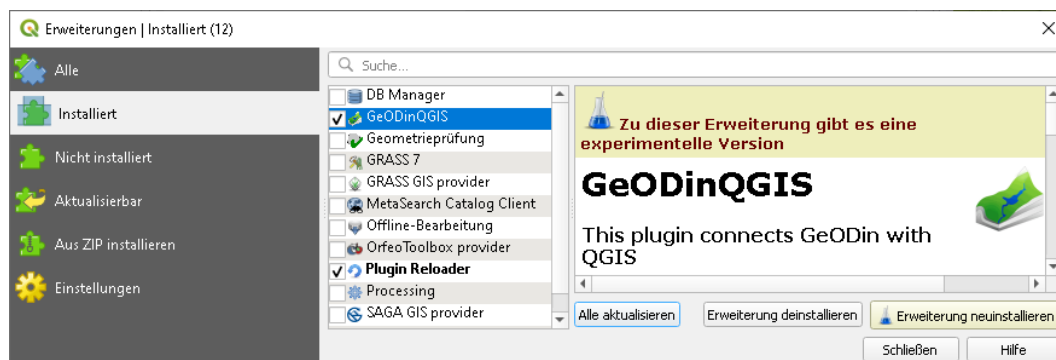 Erweiterungen | Installiert (12)
Alle
Installiert
Nicht installiert
Aktualisierbar
Aus ZIP installieren
Einstellungen
Suche...
DB Manager
GeODinQGIS
Geometrieprüfung
GRASS 7
GRASS GIS provider
MetaSearch Catalog Client
Offline-Bearbeitung
OrfeoToolbox provider
Plugin Reloader
Processing
SAGA GIS provider
Zu dieser Erweiterung gibt es eine
experimentelle Version
GeODinQGIS
This plugin connects GeODin with
QGIS
Alle aktualisieren
Erweiterung deinstallieren
Erweiterung neuinstallieren
Schließen
Hilfe